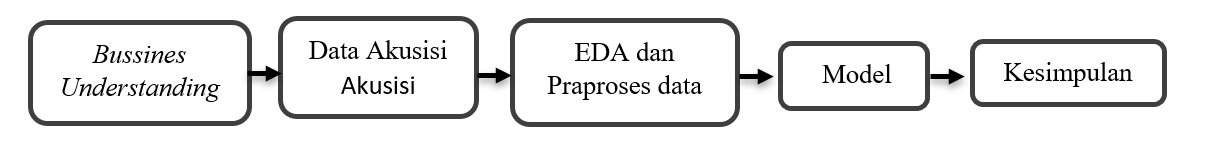 Bussines
Understanding
Data Akusisi
Akusisi
EDA dan
Praproses data
Model
Kesimpulan